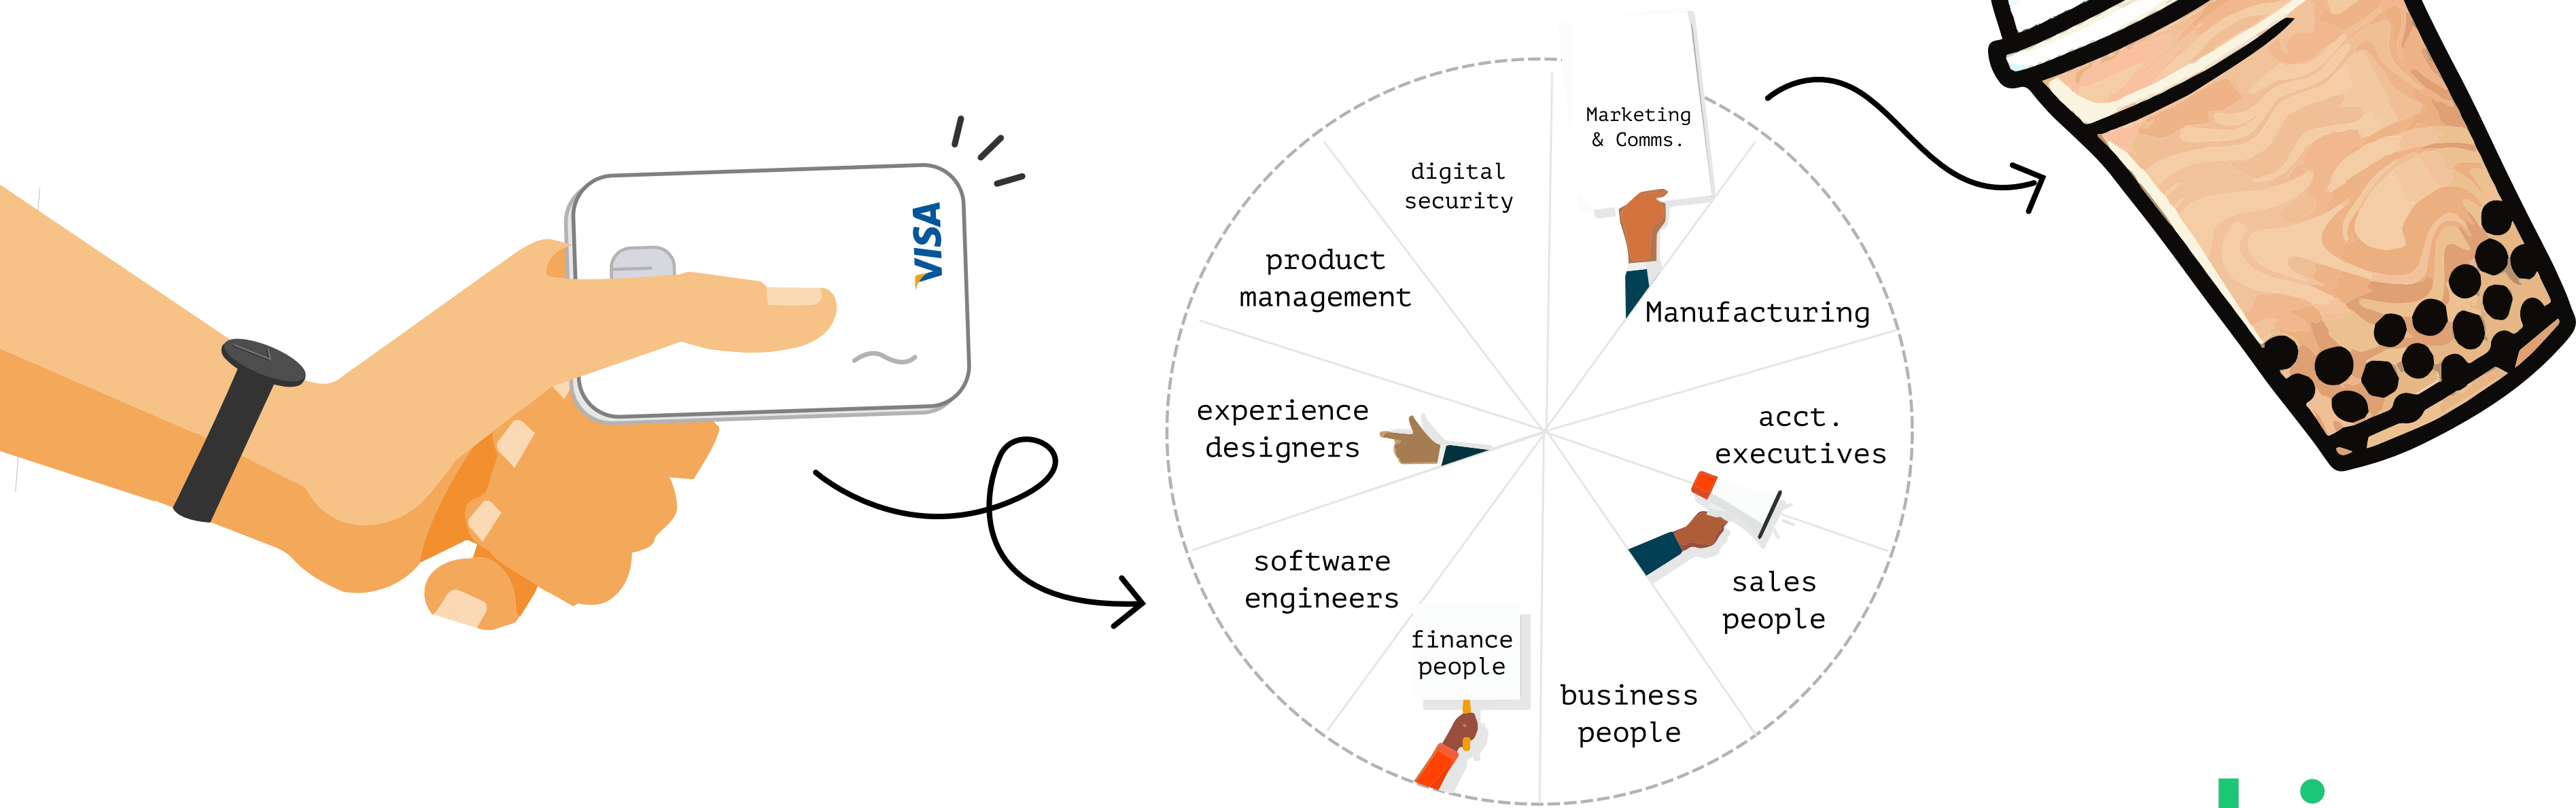 VISA
Marketing
& Comms.
digital
security
product
management
Manufacturing
experience
designers
acct.
executives
software
engineers
sales
people
finance
people
business
people